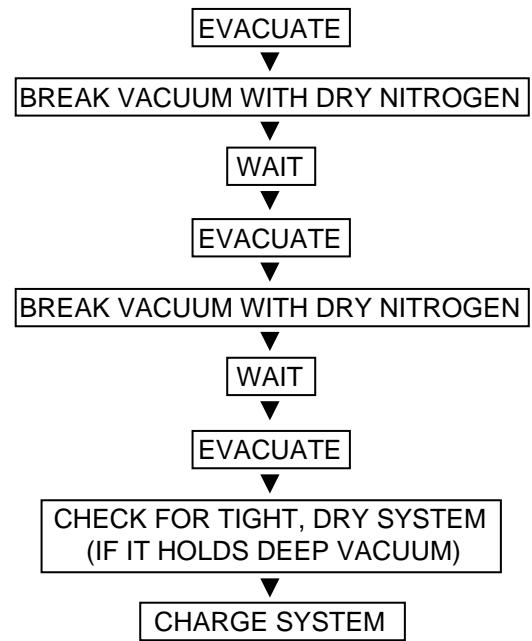 EVACUATE
BREAK VACUUM WITH DRY NITROGEN
WAIT
EVACUATE
BREAK VACUUM WITH DRY NITROGEN
WAIT
EVACUATE
CHECK FOR TIGHT, DRY SYSTEM
(IF IT HOLDS DEEP VACUUM)
CHARGE SYSTEM